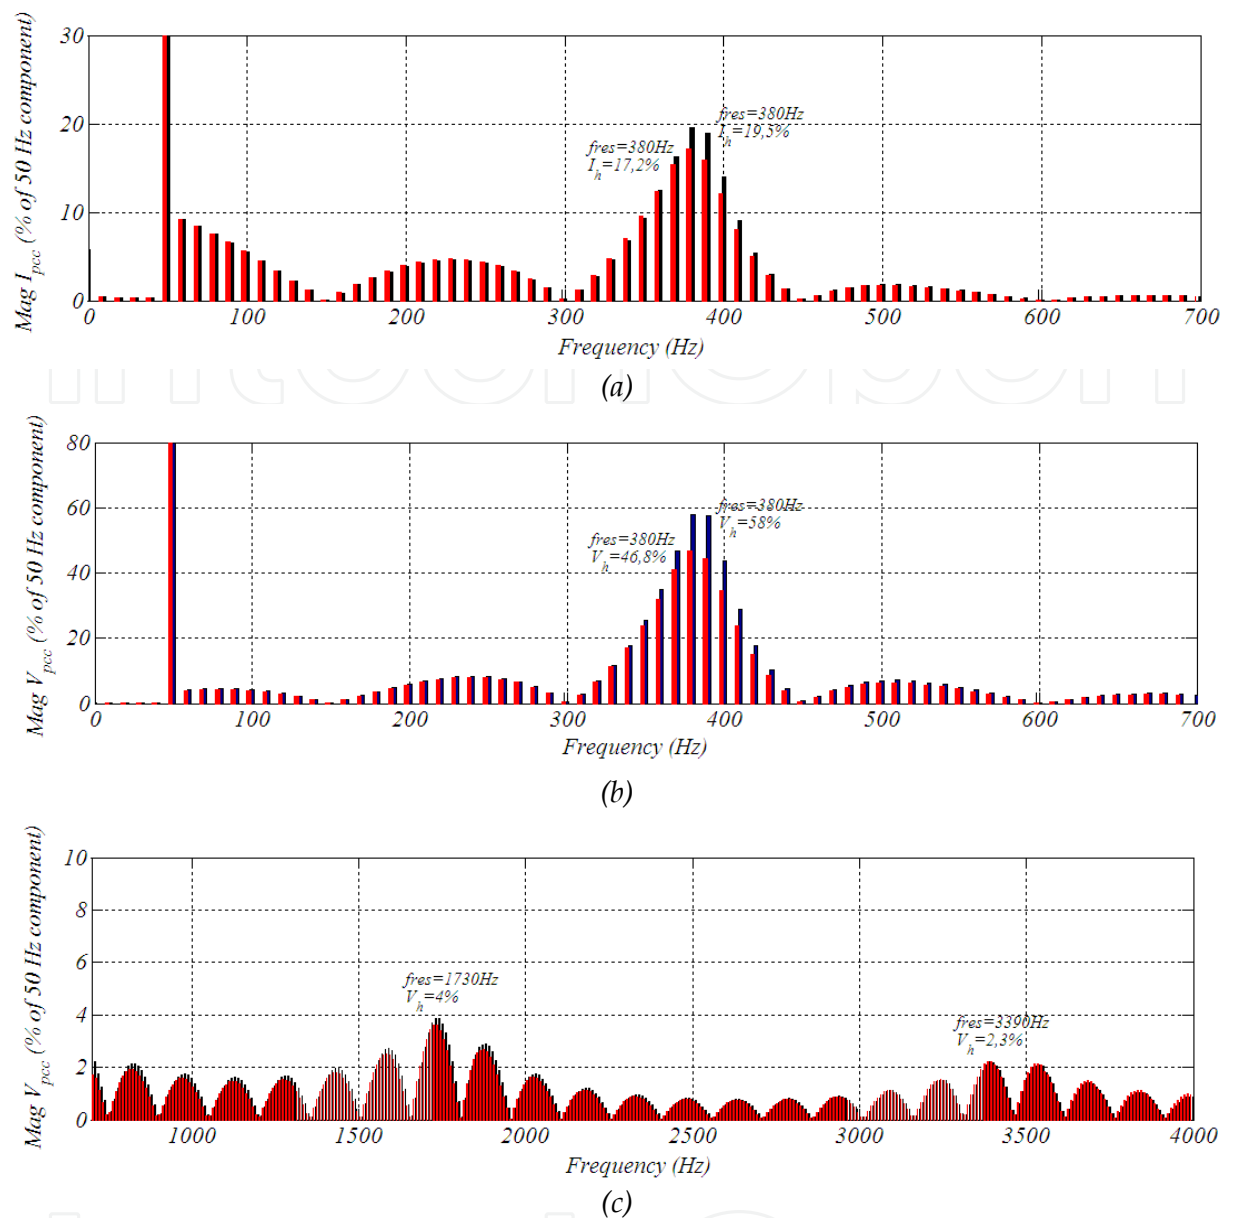 Mag I_pcc (% of 50 Hz component)
30
20
10
0
fres=380Hz
I_h=19,5%
fres=380Hz
I_h=17,2%
0 100 200 300 400 500 600 700
Frequency (Hz)
(a)
Mag V_pcc (% of 50 Hz component)
80
60
40
20
0
fres=380Hz
V_h=58%
fres=380Hz
V_h=46,8%
0 100 200 300 400 500 600 700
Frequency (Hz)
(b)
Mag V_pcc (% of 50 Hz component)
10
8
6
4
2
0
fres=1730Hz
V_h=4%
fres=3390Hz
V_h=2,3%
1000 1500 2000 2500 3000 3500 4000
Frequency (Hz)
(c)